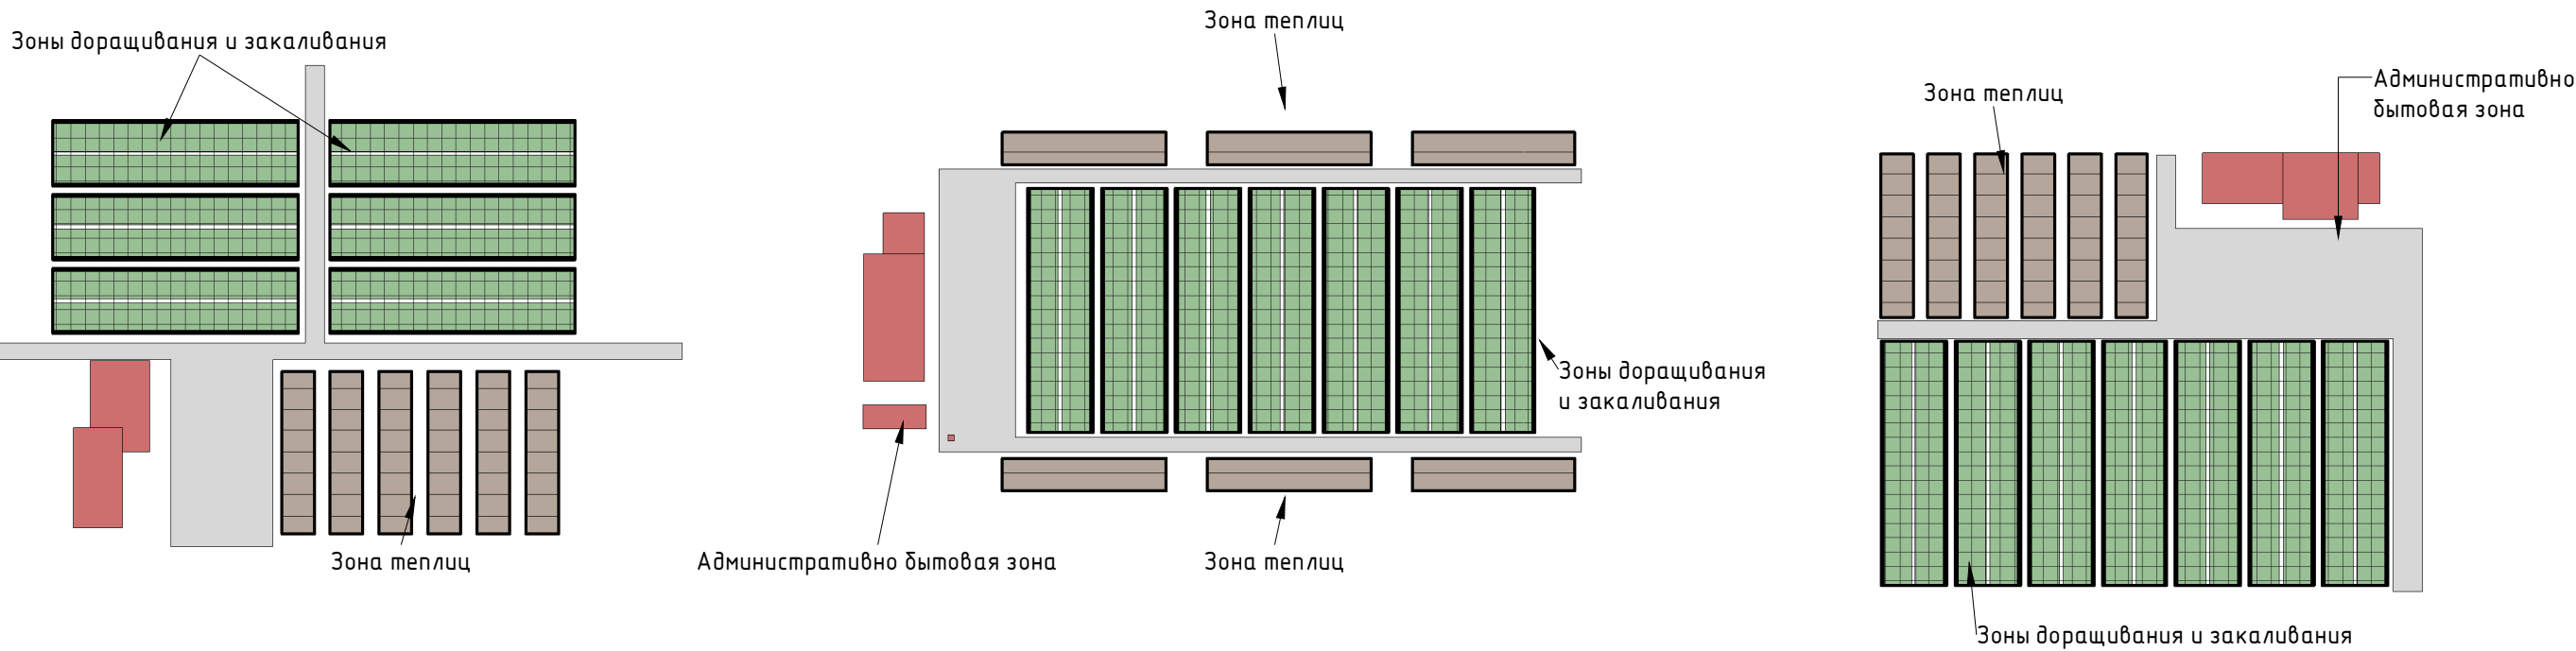 Зоны доращивания и закаливания
Зона теплиц
Зона теплиц
Зоны доращивания
и закаливания
Административно бытовая зона
Зона теплиц
Зона теплиц
Административно
бытовая зона
Зоны доращивания и закаливания